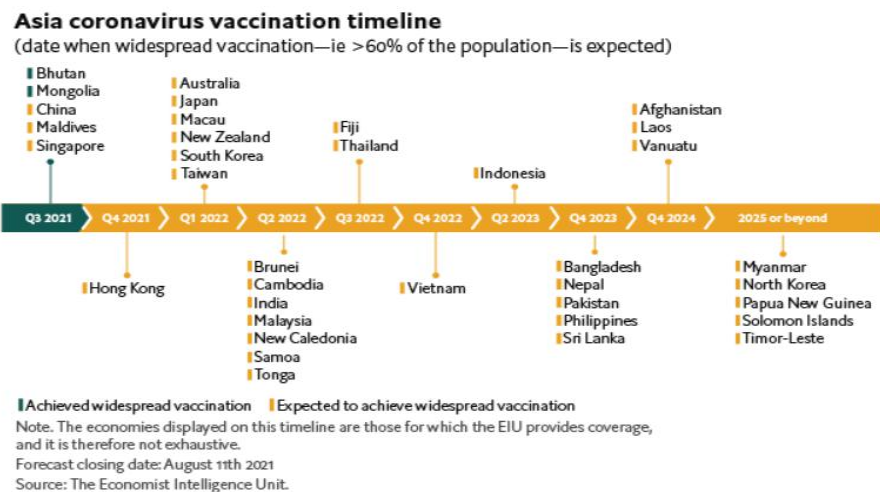 Asia coronavirus vaccination timeline
(date when widespread vaccination—ie >60% of the population—is expected)
Bhutan
Mongolia
China
Maldives
Singapore
Australia
Japan
Macau
New Zealand
South Korea
Taiwan
Fiji
Thailand
Indonesia
Afghanistan
Laos
Vanuatu
Q3 2021
Q4 2021
Q1 2022
Q2 2022
Q3 2022
Q4 2022
Q2 2023
Q4 2023
Q4 2024
2025 or beyond
Hong Kong
Brunei
Cambodia
India
Malaysia
New Caledonia
Samoa
Tonga
Vietnam
Bangladesh
Nepal
Pakistan
Philippines
Sri Lanka
Myanmar
North Korea
Papua New Guinea
Solomon Islands
Timor-Leste
Achieved widespread vaccination
Expected to achieve widespread vaccination
Note. The economies displayed on this timeline are those for which the EIU provides coverage,
and it is therefore not exhaustive.
Forecast closing date: August 11th 2021
Source: The Economist Intelligence Unit.